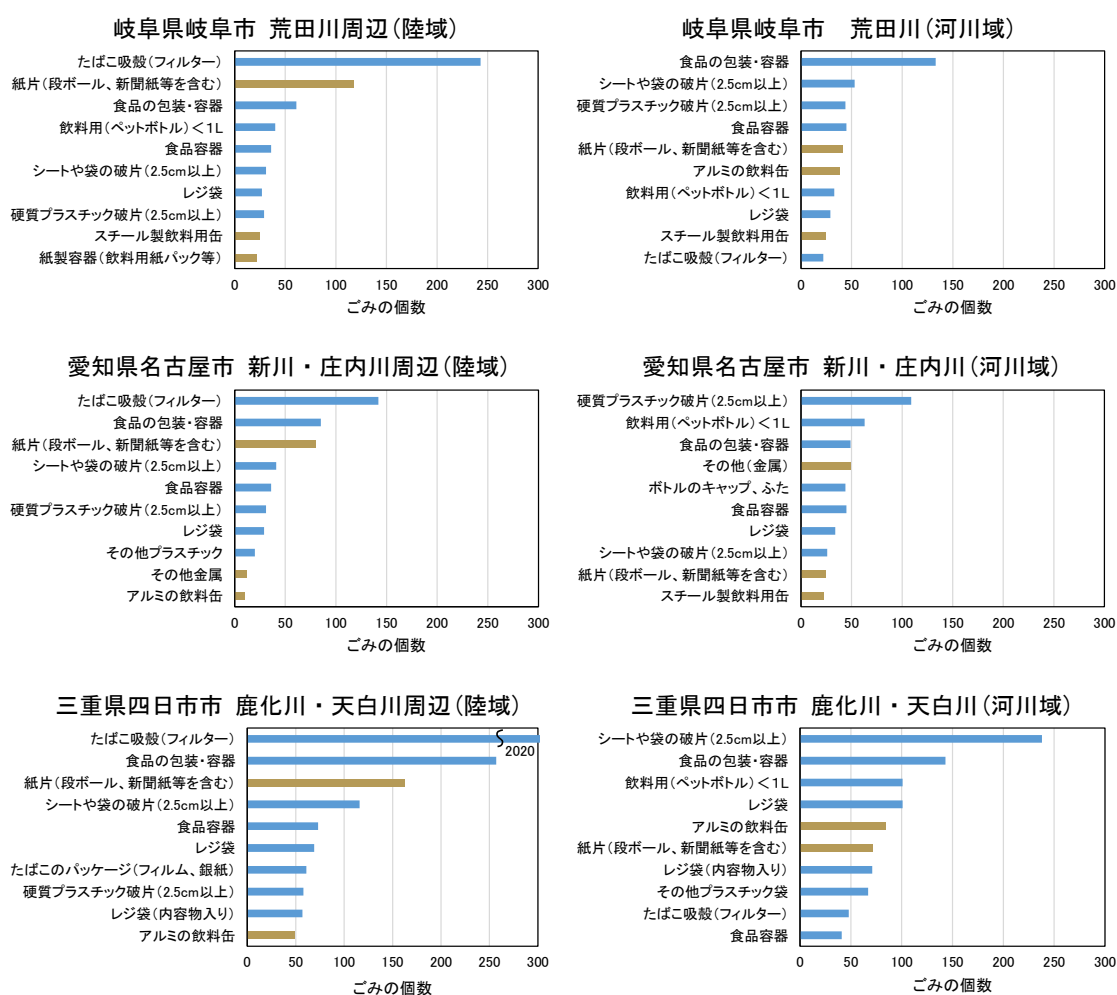 岐阜県岐阜市 荒田川周辺(陸域)
たばこ吸殻(フィルター)
紙片(段ボール、新聞紙等を含む)
食品の包装・容器
飲料用(ペットボトル)<1L
食品容器
シートや袋の破片(2.5cm以上)
レジ袋
硬質プラスチック破片(2.5cm以上)
スチール製飲料用缶
紙製容器(飲料用紙パック等)
0 50 100 150 200 250 300
ごみの個数
岐阜県岐阜市 荒田川(河川域)
食品の包装・容器
シートや袋の破片(2.5cm以上)
硬質プラスチック破片(2.5cm以上)
食品容器
紙片(段ボール、新聞紙等を含む)
アルミの飲料缶
飲料用(ペットボトル)<1L
レジ袋
スチール製飲料用缶
たばこ吸殻(フィルター)
0 50 100 150 200 250 300
ごみの個数
愛知県名古屋市 新川・庄内川周辺(陸域)
たばこ吸殻(フィルター)
食品の包装・容器
紙片(段ボール、新聞紙等を含む)
シートや袋の破片(2.5cm以上)
食品容器
硬質プラスチック破片(2.5cm以上)
レジ袋
その他プラスチック
その他金属
アルミの飲料缶
0 50 100 150 200 250 300
ごみの個数
愛知県名古屋市 新川・庄内川(河川域)
硬質プラスチック破片(2.5cm以上)
飲料用(ペットボトル)<1L
食品の包装・容器
その他(金属)
ボトルのキャップ、ふた
食品容器
レジ袋
シートや袋の破片(2.5cm以上)
紙片(段ボール、新聞紙等を含む)
スチール製飲料用缶
0 50 100 150 200 250 300
ごみの個数
三重県四日市市 鹿化川・天白川周辺(陸域)
たばこ吸殻(フィルター)
2020
食品の包装・容器
紙片(段ボール、新聞紙等を含む)
シートや袋の破片(2.5cm以上)
食品容器
レジ袋
たばこのパッケージ(フィルム、銀紙)
硬質プラスチック破片(2.5cm以上)
レジ袋(内容物入り)
アルミの飲料缶
0 50 100 150 200 250 300
ごみの個数
三重県四日市市 鹿化川・天白川(河川域)
シートや袋の破片(2.5cm以上)
食品の包装・容器
飲料用(ペットボトル)<1L
レジ袋
アルミの飲料缶
紙片(段ボール、新聞紙等を含む)
レジ袋(内容物入り)
その他プラスチック袋
たばこ吸殻(フィルター)
食品容器
0 50 100 150 200 250 300
ごみの個数